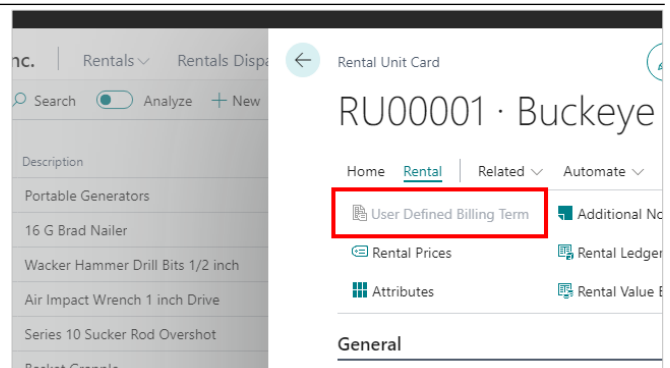 nc. Rentals Rentals Dispa
Search Analyze + New
Description
Portable Generators
16 G Brad Nailer
Wacker Hammer Drill Bits 1/2 inch
Air Impact Wrench 1 inch Drive
Series 10 Sucker Rod Overshot
Rental Unit Card
RU00001 · Buckeye
Home Rental Related Automate
User Defined Billing Term Additional No
Rental Prices Rental Ledger
Attributes Rental Value E
General